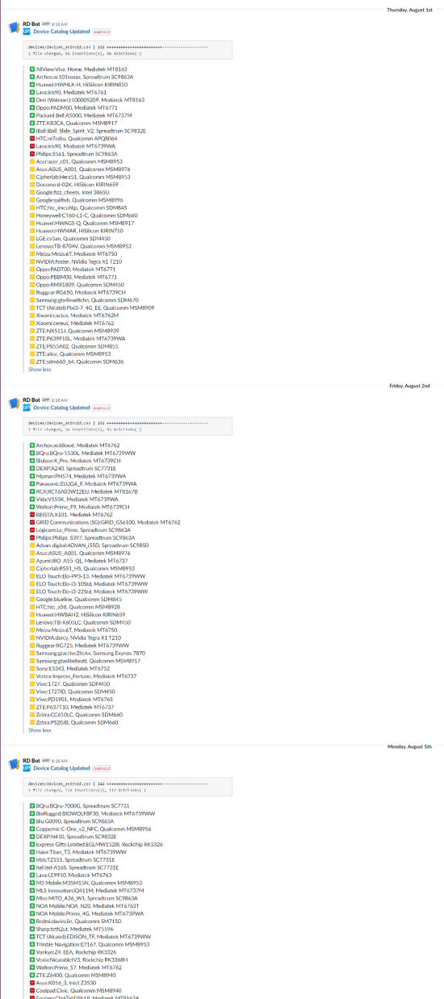 Thursday, August 1st
RD Bot APP 8:18 AM
UP! Device Catalog Updated Android
devices/devices_android.csv | 102 ++++++++++++++++++++++++--------------------
1 file changed, 56 insertions(+), 46 deletions(-)
AllView:Viva_Home, Mediatek MT8163
Archos:ac101soxaz, Spreadtrum SC9863A
Huawei:HWHLK-H, HiSilicon KIRIN810
Lava:iris90, Mediatek MT6761
Onn (Walmart):100005209, Mediatek MT8163
Oppo:PADM00, Mediatek MT6771
Packard Bell:A5000, Mediatek MT6737M
ZTE:K83CA, Qualcomm MSM8917
iBall:iBall_Slide_Spirit_V2, Spreadtrum SC9832E
HTC:m7cdtu, Qualcomm APQ8064
Lava:iris90, Mediatek MT6739WA
Philips:S561, Spreadtrum SC9863A
Acer:acer_c01, Qualcomm MSM8953
Asus:ASUS_A001, Qualcomm MSM8976
Cipherlab:Hera51, Qualcomm MSM8953
Docomo:d-02K, HiSilicon KIRIN659
Google:fizz_cheets, Intel 3865U
Google:sailfish, Qualcomm MSM8996
HTC:htc_imeuhljp, Qualcomm SDM845
Honeywell:CT60-L1-C, Qualcomm SDM660
Huawei:HWAGS-Q, Qualcomm MSM8917
Huawei:HWMAR, HiSilicon KIRIN710
LGE:cv5an, Qualcomm SDM450
Lenovo:TB-8704V, Qualcomm MSM8953
Meizu:Meizu6T, Mediatek MT6750
NVIDIA:foster, NVidia Tegra X1 T210
Oppo:PADT00, Mediatek MT6771
Oppo:PBBM00, Mediatek MT6771
Oppo:RMX1809, Qualcomm SDM450
Ruggear:RG650, Mediatek MT6739CH
Samsung:gts4lvwifichn, Qualcomm SDM670
TCT (Alcatel):Pixi3-7_4G_EE, Qualcomm MSM8909
Xiaomi:cactus, Mediatek MT6762M
Xiaomi:cereus, Mediatek MT6762
ZTE:NX511J, Qualcomm MSM8939
ZTE:P639F10L, Mediatek MT6739WA
ZTE:P855A02, Qualcomm SDM855
ZTE:alice, Qualcomm MSM8953
ZTE:sdm660_64, Qualcomm SDM636
Show less
Friday, August 2nd
RD Bot APP 8:18 AM
UP! Device Catalog Updated Android
devices/devices_android.csv | 101 ++++++++++++++++++++++++--------------------
1 file changed, 56 insertions(+), 45 deletions(-)
Archos:ac68oxxl, Mediatek MT6762
BQru:BQru-5530L, Mediatek MT6739WW
Bluboo:X_Pro, Mediatek MT6739CH
DEXP:A240, Spreadtrum SC7731E
Mpman:PH574, Mediatek MT6739WA
Panasonic:ELUGA_F, Mediatek MT6739WA
RCA:RCT6A03W12EU, Mediatek MT8167B
Vida:V555K, Mediatek MT6739WA
Walton:Primo_F9, Mediatek MT6739CH
BEISTA:X101, Mediatek MT6762
GRID Communications (SG):GRID_GS6100, Mediatek MT6762
Logicom:Le_Prime, Spreadtrum SC9863A
Philips:Philips_S397, Spreadtrum SC9863A
Advan digital:ADVAN_i55D, Spreadtrum SC9850
Asus:ASUS_A001, Qualcomm MSM8976
Azumi:IRO_A55_QL, Mediatek MT6737
Cipherlab:RS51_HS, Qualcomm MSM8953
ELO Touch:Elo-PP3-13, Mediatek MT6739WW
ELO Touch:Elo-i3-10Std, Mediatek MT6739WW
ELO Touch:Elo-i3-22Std, Mediatek MT6739WW
Google:blueline, Qualcomm SDM845
HTC:htc_a5tl, Qualcomm MSM8928
Huawei:HWBAH2, HiSilicon KIRIN659
Lenovo:TB-X605LC, Qualcomm SDM450
Meizu:Meizu6T, Mediatek MT6750
NVIDIA:darcy, NVidia Tegra X1 T210
Ruggear:RG725, Mediatek MT6739WW
Samsung:gtactive2ltekx, Samsung Exynos 7870
Samsung:gtaslitelteatt, Qualcomm MSM8917
Sony:E5343, Mediatek MT6752
Vertex:Impress_Fortune, Mediatek MT6737
Vivo:1727, Qualcomm SDM450
Vivo:1727ID, Qualcomm SDM450
Vivo:PD1901, Mediatek MT6765
ZTE:P637T10, Mediatek MT6737
Zebra:CC610LC, Qualcomm SDM660
Zebra:PS20JB, Qualcomm SDM660
Show less
Monday, August 5th
RD Bot APP 8:18 AM
UP! Device Catalog Updated Android
devices/devices_android.csv | 244 ++++++++++++++++++++++++--------------------
1 file changed, 132 insertions(+), 112 deletions(-)
BQru:BQru-7000G, Spreadtrum SC7731
BioRugged:BIOWOLF8F30, Mediatek MT6739WW
Blu:G0090, Spreadtrum SC9863A
Coppernic:C-One_v2_NFC, Qualcomm MSM8956
DEXP:N410, Spreadtrum SC9832E
Express Gifts Limited:EGLMW1528I, Rockchip RK3326
Haier:Titan_T3, Mediatek MT6739WW
Irbis:TZ151, Spreadtrum SC7731E
Itel:itel-A16S, Spreadtrum SC7731E
Lava:LE9910, Mediatek MT6763
M3 Mobile:M3SM15N, Qualcomm MSM8953
MLS Innovation:iQ411M, Mediatek MT6737M
Mito:MITO_A36_W1, Spreadtrum SC9863A
NOA Mobile:NOA_N20, Mediatek MT6763T
NOA Mobile:Primo_4G, Mediatek MT6739WA
Redmi:davinciin, Qualcomm SM7150
Sharp:tcth2ut, Mediatek MT5596
TCT (Alcatel):EDISON_TF, Mediatek MT6739WW
Trimble Navigation:E7167, Qualcomm MSM8953
Vankyo:Z4_EEA, Rockchip RK3326
Vexia:NicatabletV3, Rockchip RK3368H
Walton:Primo_S7, Mediatek MT6762
ZTE:Z6400, Qualcomm MSM8940
Asus:K016_3, Intel Z3530
Coolpad:Civic, Qualcomm MSM8940